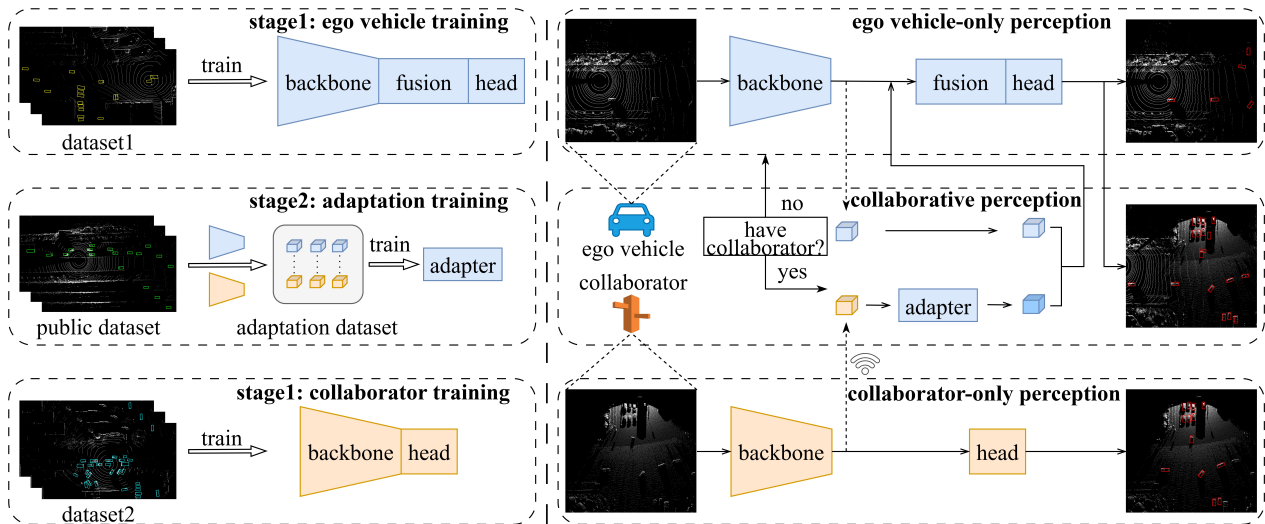 stage1: ego vehicle training
train
backbone
fusion
head
dataset1
stage2: adaptation training
train
adapter
public dataset
adaptation dataset
stage1: collaborator training
train
backbone
head
dataset2
ego vehicle-only perception
backbone
fusion
head
collaborative perception
ego vehicle
collaborator
no
have
collaborator?
yes
adapter
collaborator-only perception
backbone
head